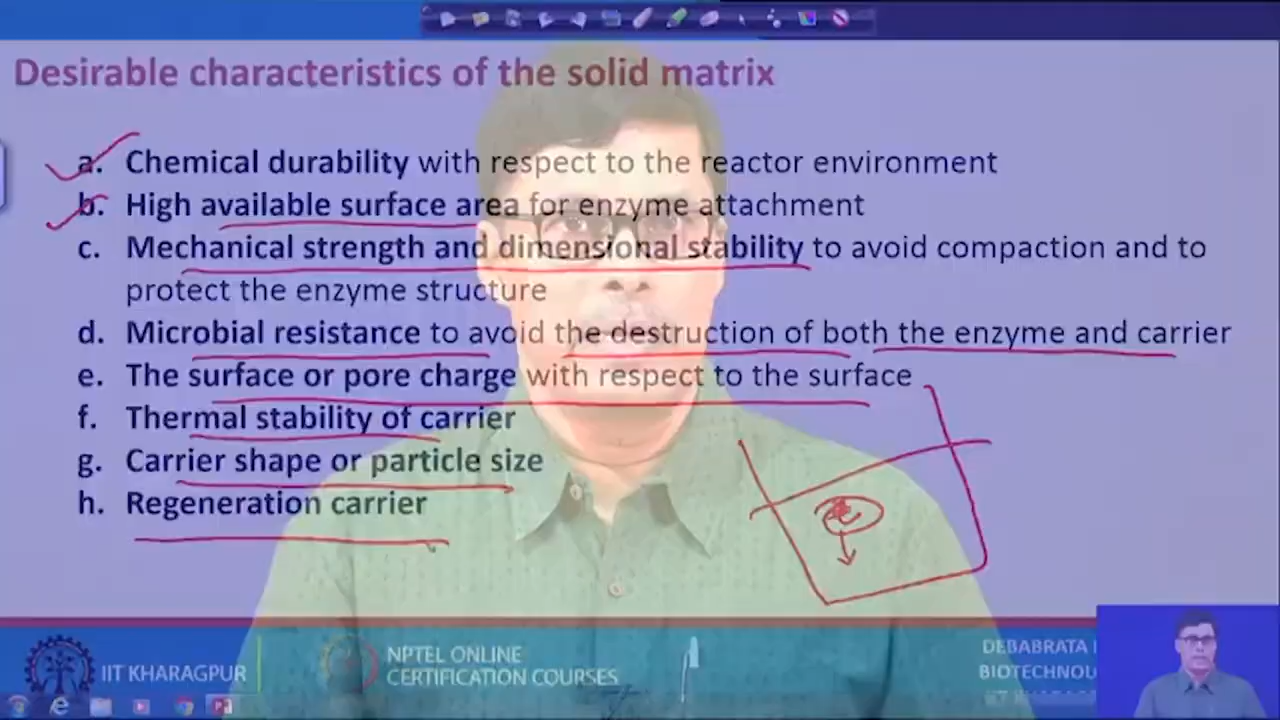 Desirable characteristics of the solid matrix
a. Chemical durability with respect to the reactor environment
b. High available surface area for enzyme attachment
c. Mechanical strength and dimensional stability to avoid compaction and to
protect the enzyme structure
d. Microbial resistance to avoid the destruction of both the enzyme and carrier
e. The surface or pore charge with respect to the surface
f. Thermal stability of carrier
g. Carrier shape or particle size
h. Regeneration carrier
IIT KHARAGPUR
NPTEL ONLINE
CERTIFICATION COURSES
DEBABRATA
BIOTECHNOLO